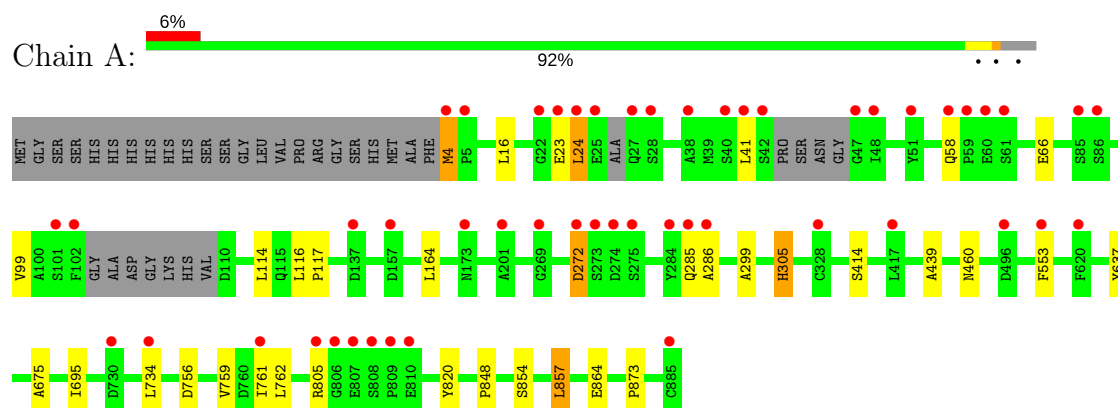 6%
Chain A:
92%
MET GLY SER SER HIS HIS HIS HIS HIS HIS SER SER GLY LEU VAL PRO ARG GLY SER HIS MET ALA PHE M4 P5 L16 G22 E23 L24 E25 ALA Q27 S28 A38 M39 S40 L41 S42 PRO SER ASN GLY G47 I48 Y51 Q58 P59 E60 S61 E66 S85 S86
V99 A100 S101 F102 GLY ALA ASP GLY LYS HIS VAL D110 L114 Q115 L116 P117 D137 D157 L164 N173 A201 G269 D272 S273 D274 S275 Y284 Q285 A286 A299 H305 C328 S414 L417 A439 N460 D496 F553 F620 Y637
A675 I695 D730 L734 D756 V759 D760 I761 L762 R805 G806 E807 S808 P809 E810 Y820 P848 S854 L857 E864 P873 C885